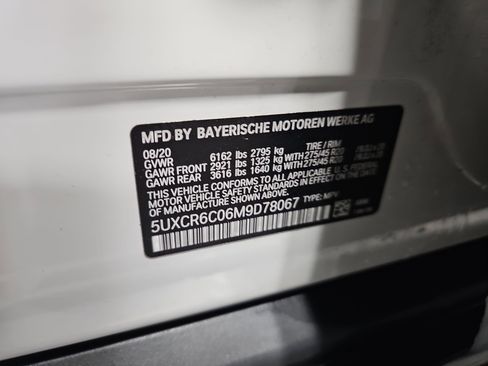 MFD BY BAYERISCHE MOTOREN WERKE AG
08/20 TIRE / RIM
GVWR 6162 lbs 2795 kg
GAWR FRONT 2921 lbs 1325 kg WITH 275/45 R20
GAWR REAR 3616 lbs 1640 kg WITH 275/45 R20
THIS VEHICLE CONFORMS TO ALL APPLICABLE U.S. FEDERAL
MOTOR VEHICLE SAFETY STANDARDS IN EFFECT ON THE DATE
OF MANUFACTURE SHOWN ABOVE.
5UXCR6C06M9D78067 TYPE: MPV